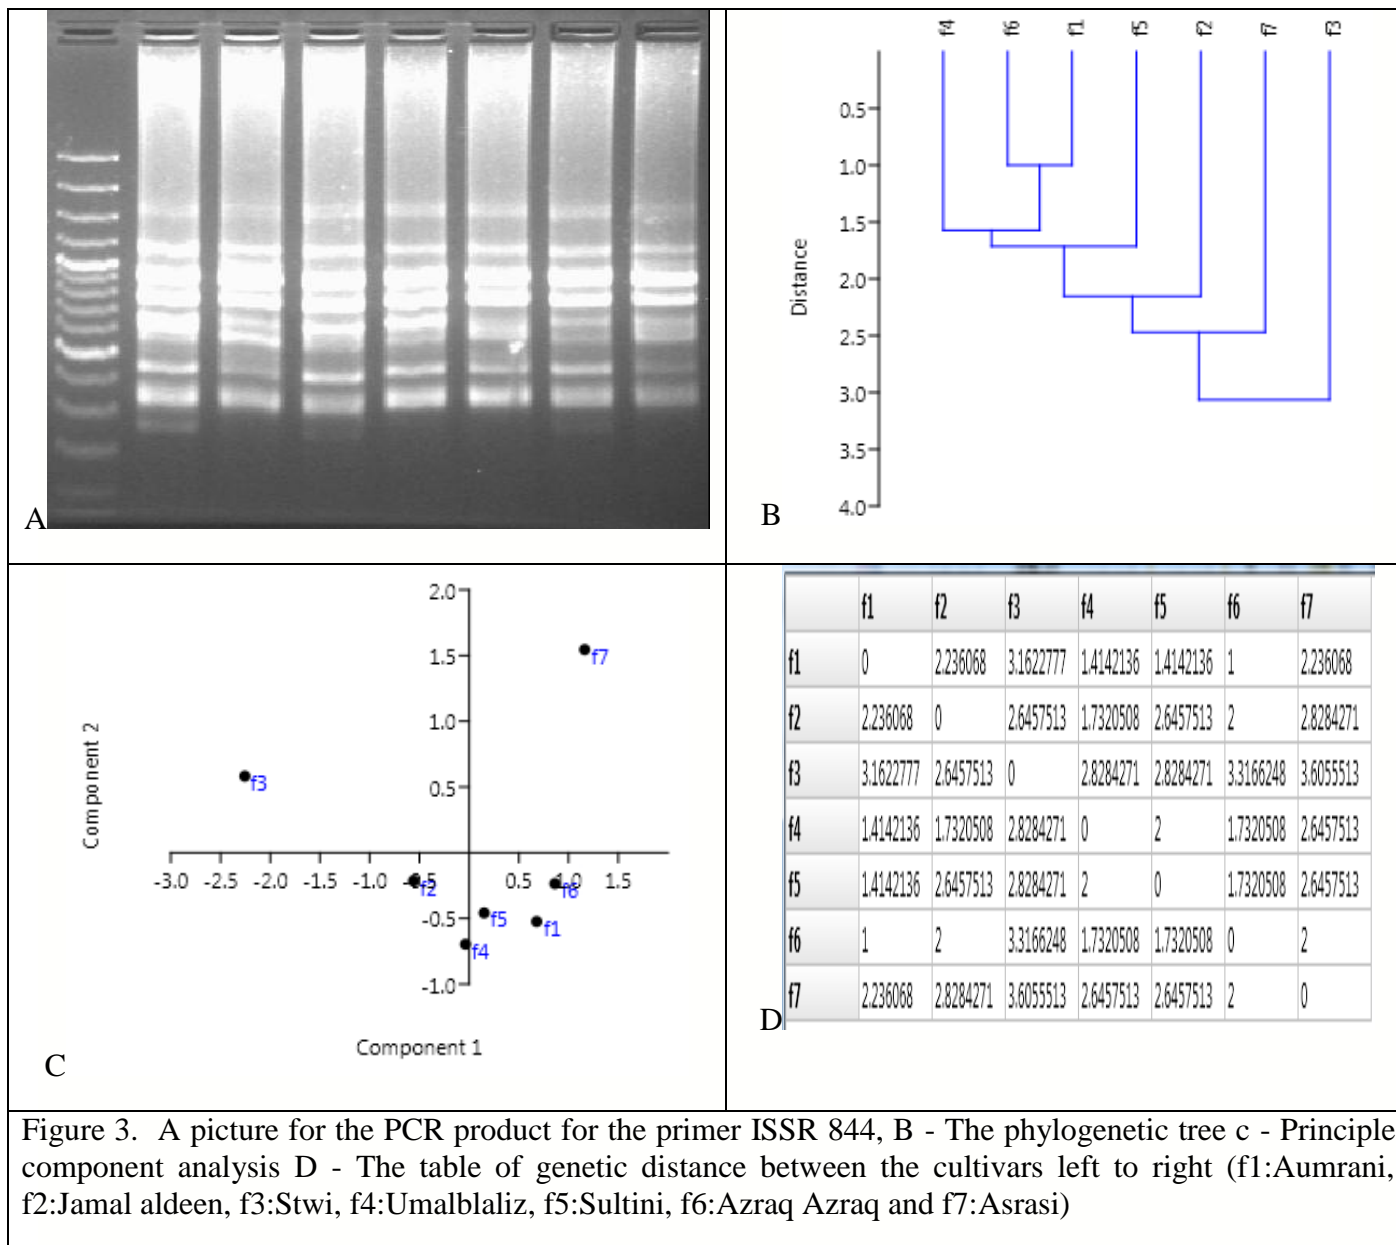 A
f4 f6 f1 f5 f2 f7 f3
0.5
1.0
1.5
2.0
2.5
3.0
3.5
4.0
Distance
B
2.0
1.5
1.0
0.5
-3.0 -2.5 -2.0 -1.5 -1.0 -0.5 0.5 1.0 1.5
-0.5
-1.0
Component 2
f7
f3
f2
f6
f5
f1
f4
Component 1
C
f1 f2 f3 f4 f5 f6 f7
f1 0 2.236068 3.1622777 1.4142136 1.4142136 1 2.236068
f2 2.236068 0 2.6457513 1.7320508 2.6457513 2 2.8284271
f3 3.1622777 2.6457513 0 2.8284271 2.8284271 3.3166248 3.6055513
f4 1.4142136 1.7320508 2.8284271 0 2 1.7320508 2.6457513
f5 1.4142136 2.6457513 2.8284271 2 0 1.7320508 2.6457513
f6 1 2 3.3166248 1.7320508 1.7320508 0 2
f7 2.236068 2.8284271 3.6055513 2.6457513 2.6457513 2 0
D
Figure 3. A picture for the PCR product for the primer ISSR 844, B - The phylogenetic tree c - Principle
component analysis D - The table of genetic distance between the cultivars left to right (f1:Aumrani,
f2:Jamal aldeen, f3:Stwi, f4:Umalblaliz, f5:Sultini, f6:Azraq Azraq and f7:Asrasi)